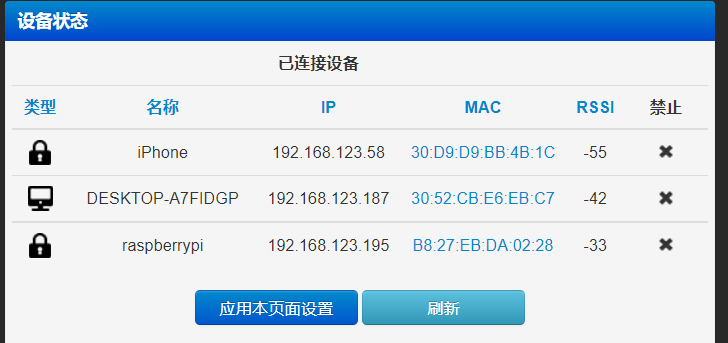 设备状态
已连接设备
类型 名称 IP MAC RSSI 禁止
iPhone 192.168.123.58 30:D9:D9:BB:4B:1C -55
DESKTOP-A7FIDGP 192.168.123.187 30:52:CB:E6:EB:C7 -42
raspberrypi 192.168.123.195 B8:27:EB:DA:02:28 -33
应用本页面设置 刷新